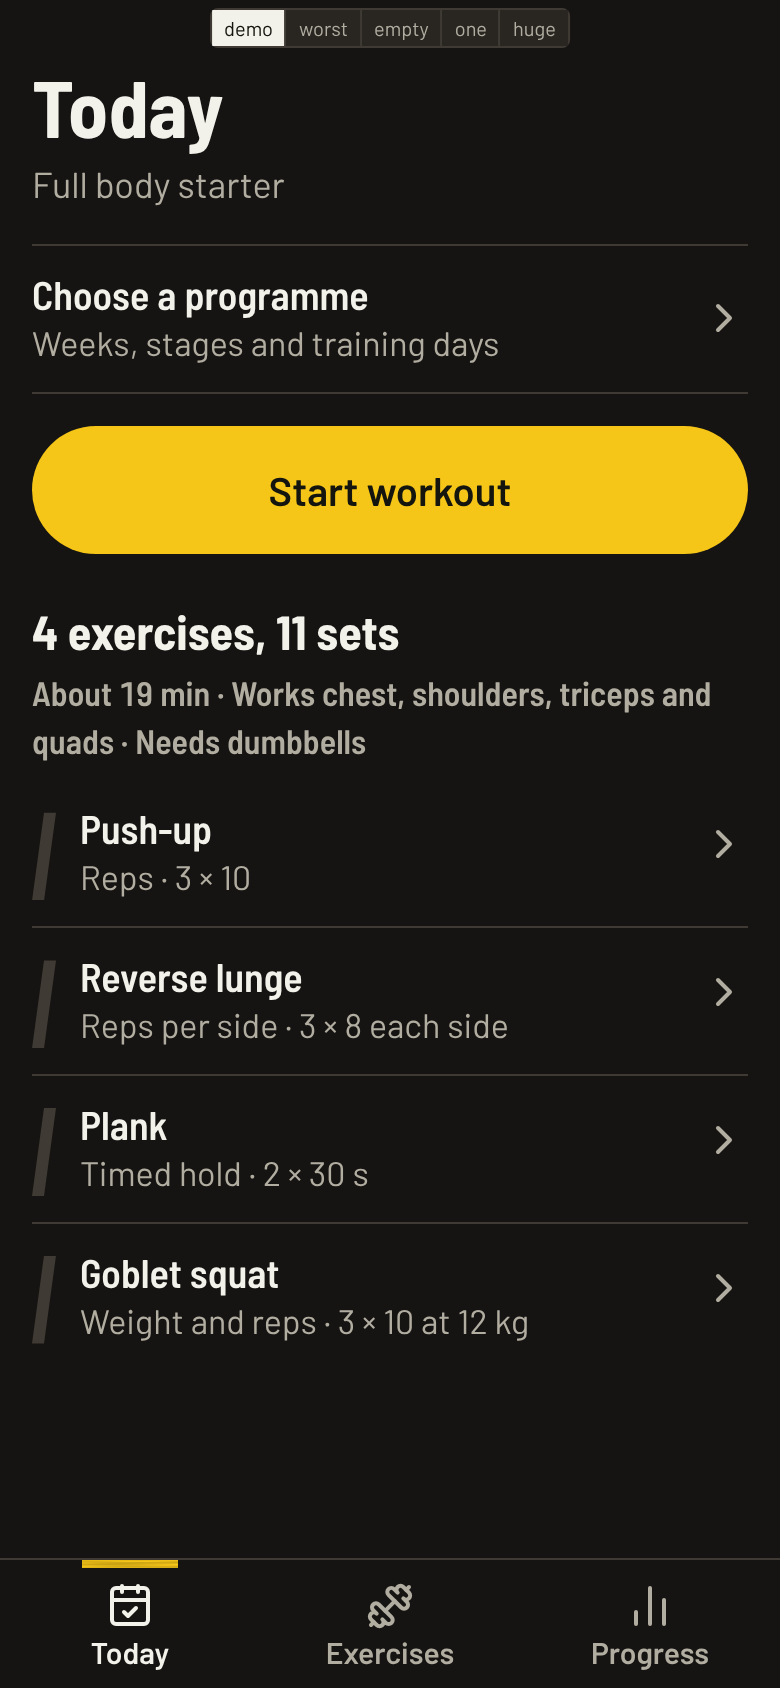 demo worst empty one huge
Today
Full body starter
Choose a programme
Weeks, stages and training days
Start workout
4 exercises, 11 sets
About 19 min · Works chest, shoulders, triceps and
quads · Needs dumbbells
Push-up
Reps · 3 × 10
Reverse lunge
Reps per side · 3 × 8 each side
Plank
Timed hold · 2 × 30 s
Goblet squat
Weight and reps · 3 × 10 at 12 kg
Today Exercises Progress